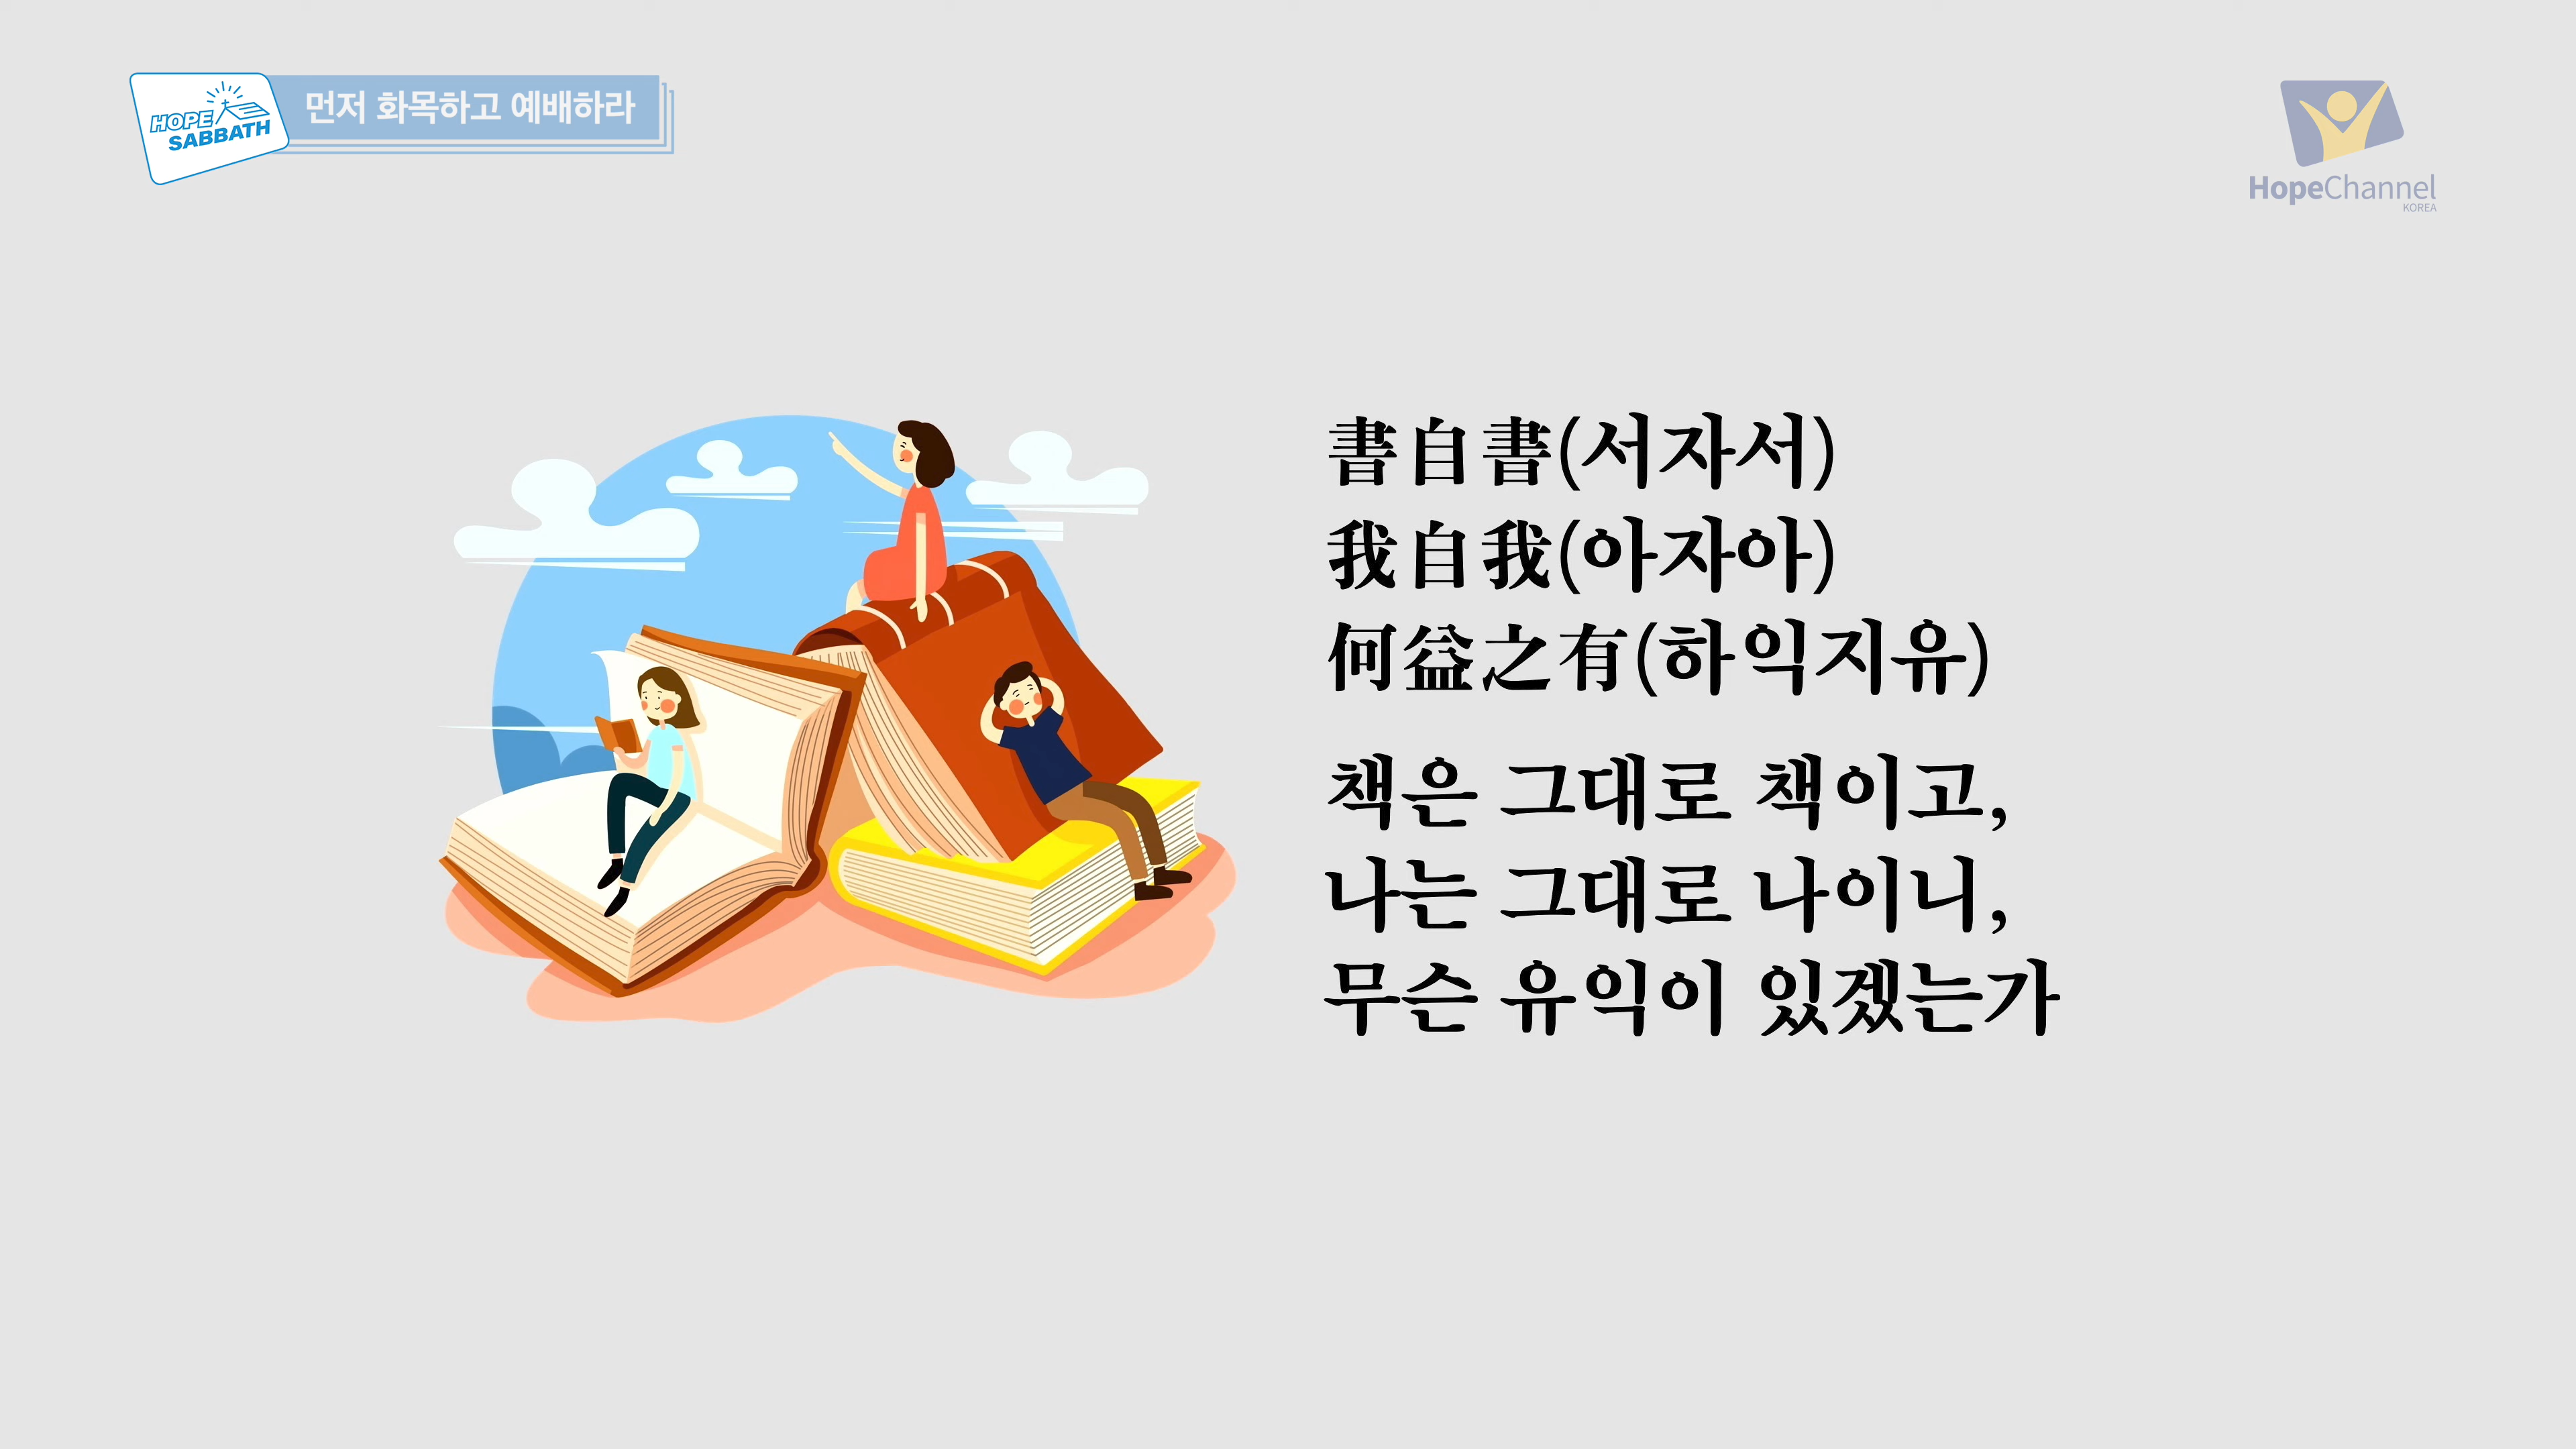 HOPE
SABBATH
먼저 화목하고 예배하라
HopeChannel
KOREA
書自書(서자서)
我自我(아자아)
何益之有(하익지유)
책은 그대로 책이고,
나는 그대로 나이니,
무슨 유익이 있겠는가